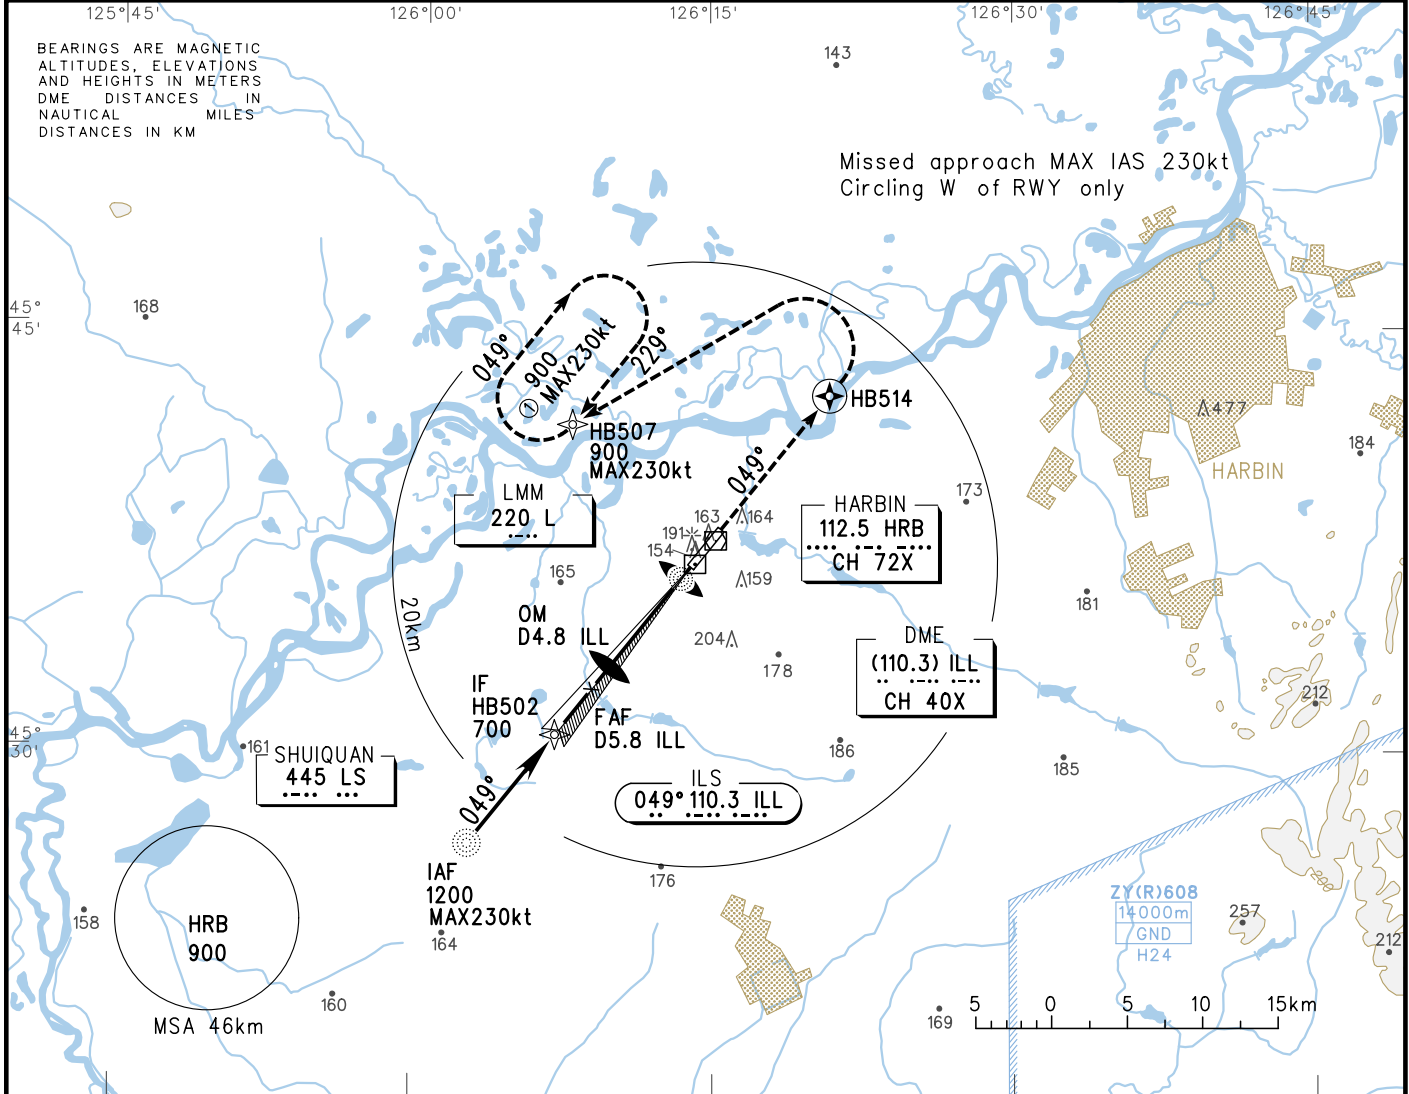 125°45'
126°00'
126°15'
126°30'
126°45'
BEARINGS ARE MAGNETIC
ALTITUDES, ELEVATIONS
AND HEIGHTS IN METERS
DME DISTANCES IN
NAUTICAL MILES
DISTANCES IN KM
143
Missed approach MAX IAS 230kt
Circling W of RWY only
168
45°
45'
049°
900
MAX230kt
1
229°
HB514
477
HB507
900
MAX230kt
184
HARBIN
049°
LMM
220 L
173
163
164
191
154
HARBIN
112.5 HRB
CH 72X
165
159
181
20km
OM
D4.8 ILL
204
178
DME
(110.3) ILL
CH 40X
IF
HB502
700
212
FAF
D5.8 ILL
45°
30'
161
186
185
SHUIQUAN
445 LS
ILS
049° 110.3 ILL
049°
IAF
1200
MAX230kt
176
200
158
HRB
900
164
ZY(R)608
14000m
GND
H24
257
212
160
169
5 0 5 10 15km
MSA 46km